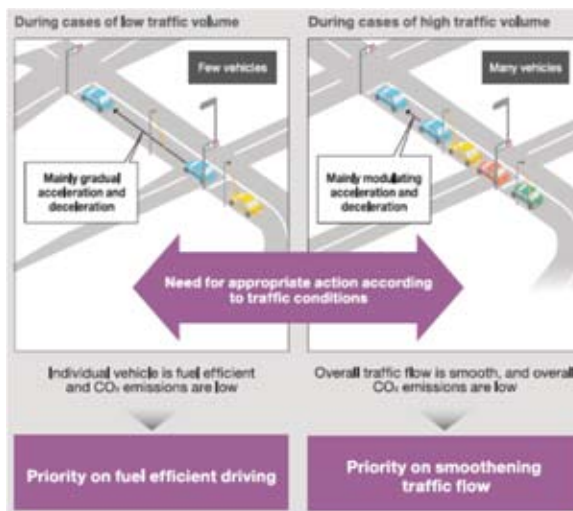 During cases of low traffic volume
Few vehicles
Mainly gradual
acceleration and
deceleration
During cases of high traffic volume
Many vehicles
Mainly modulating
acceleration and
deceleration
Need for appropriate action according
to traffic conditions
Individual vehicle is fuel efficient
and CO₂ emissions are low
Priority on fuel efficient driving
Overall traffic flow is smooth, and overall
CO₂ emissions are low
Priority on smoothening
traffic flow